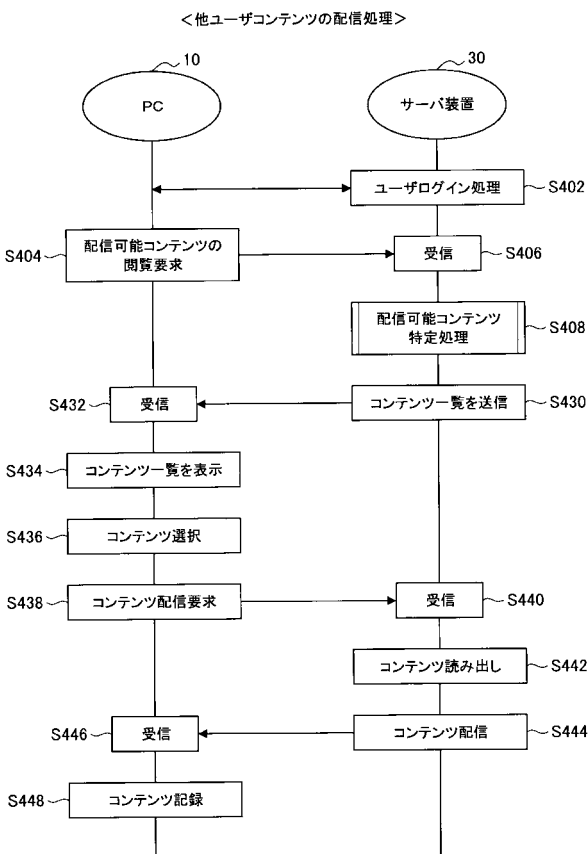 ＜他ユーザコンテンツの配信処理＞
10
30
PC
サーバ装置
ユーザログイン処理
S402
S404
配信可能コンテンツの
閲覧要求
受信
S406
配信可能コンテンツ
特定処理
S408
S432
受信
コンテンツ一覧を送信
S430
S434
コンテンツ一覧を表示
S436
コンテンツ選択
S438
コンテンツ配信要求
受信
S440
コンテンツ読み出し
S442
S446
受信
コンテンツ配信
S444
S448
コンテンツ記録